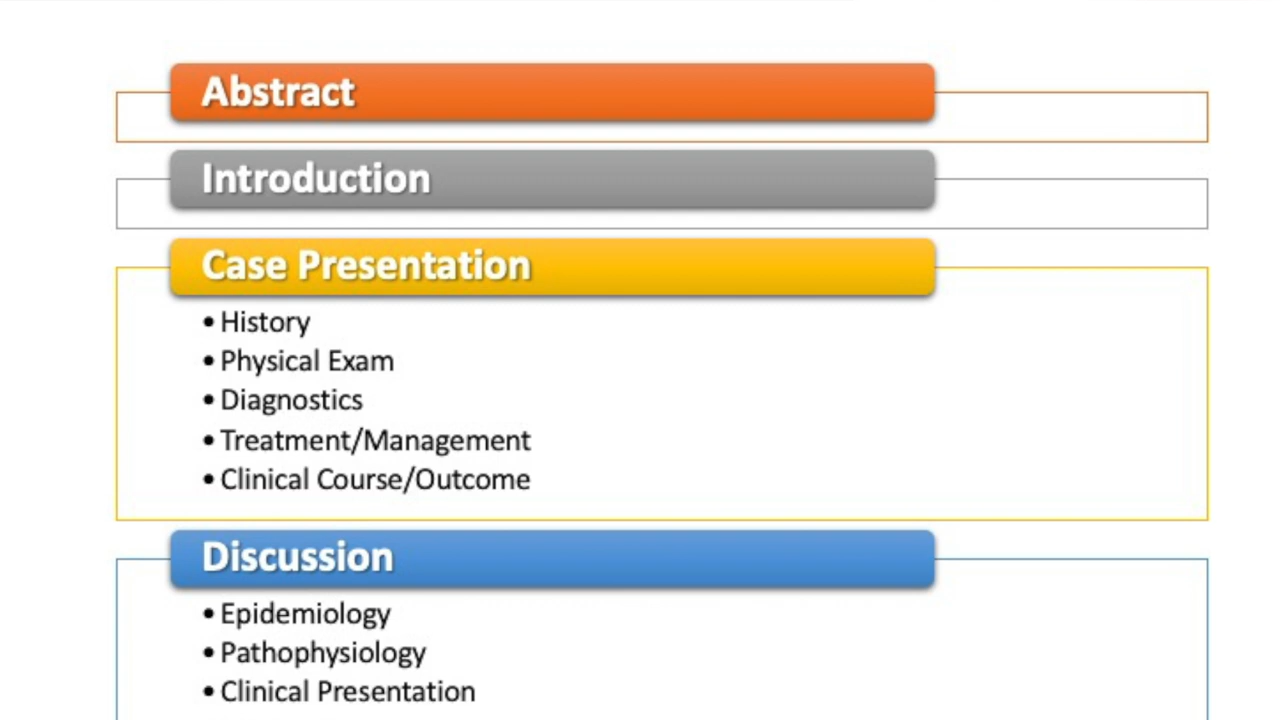 Abstract
Introduction
Case Presentation
• History
• Physical Exam
• Diagnostics
• Treatment/Management
• Clinical Course/Outcome
Discussion
• Epidemiology
• Pathophysiology
• Clinical Presentation